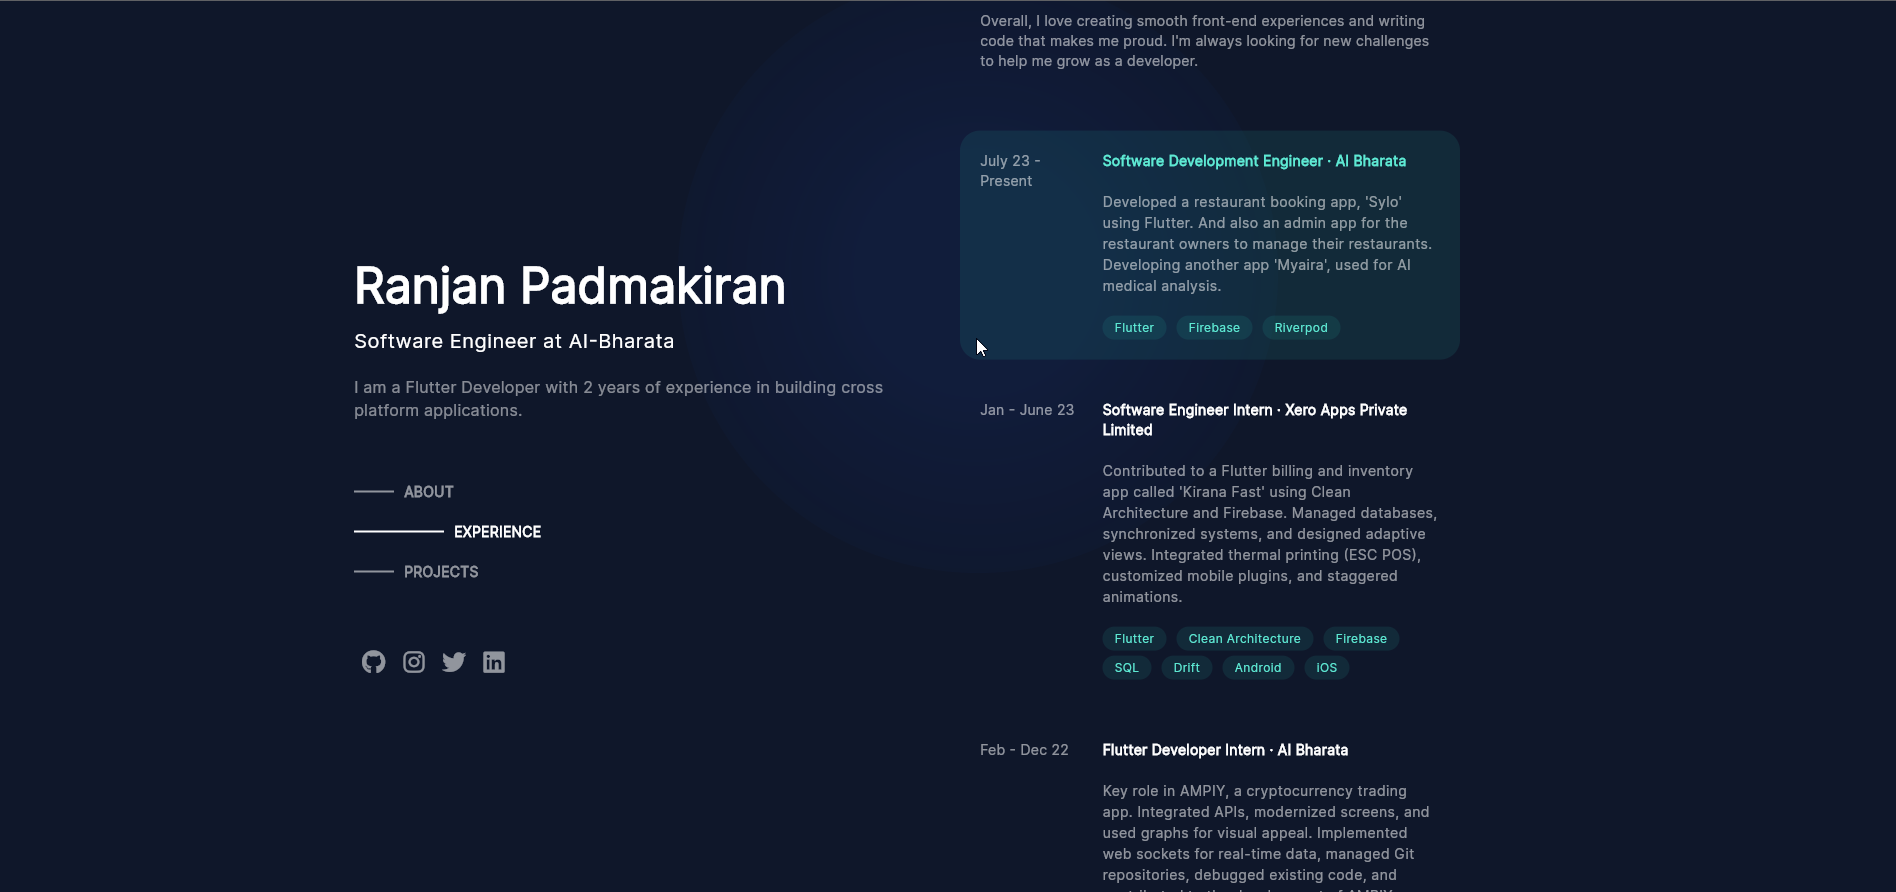 Overall, I love creating smooth front-end experiences and writing
code that makes me proud. I'm always looking for new challenges
to help me grow as a developer.
Ranjan Padmakiran
Software Engineer at AI-Bharata
I am a Flutter Developer with 2 years of experience in building cross
platform applications.
ABOUT
EXPERIENCE
PROJECTS
July 23 -
Present
Software Development Engineer · AI Bharata
Developed a restaurant booking app, 'Sylo'
using Flutter. And also an admin app for the
restaurant owners to manage their restaurants.
Developing another app 'Myaira', used for AI
medical analysis.
Flutter Firebase Riverpod
Jan - June 23
Software Engineer Intern · Xero Apps Private
Limited
Contributed to a Flutter billing and inventory
app called 'Kirana Fast' using Clean
Architecture and Firebase. Managed databases,
synchronized systems, and designed adaptive
views. Integrated thermal printing (ESC POS),
customized mobile plugins, and staggered
animations.
Flutter Clean Architecture Firebase
SQL Drift Android iOS
Feb - Dec 22
Flutter Developer Intern · AI Bharata
Key role in AMPIY, a cryptocurrency trading
app. Integrated APIs, modernized screens, and
used graphs for visual appeal. Implemented
web sockets for real-time data, managed Git
repositories, debugged existing code, and